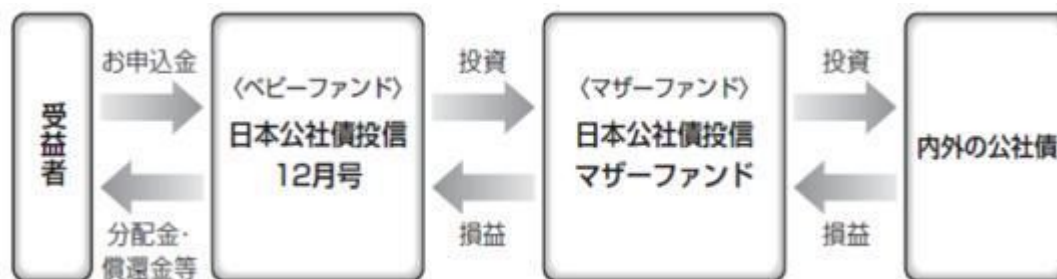 受益者
お申込金
分配金・
償還金等
〈ベビーファンド〉
日本公社債投信
12月号
投資
損益
〈マザーファンド〉
日本公社債投信
マザーファンド
投資
損益
内外の公社債